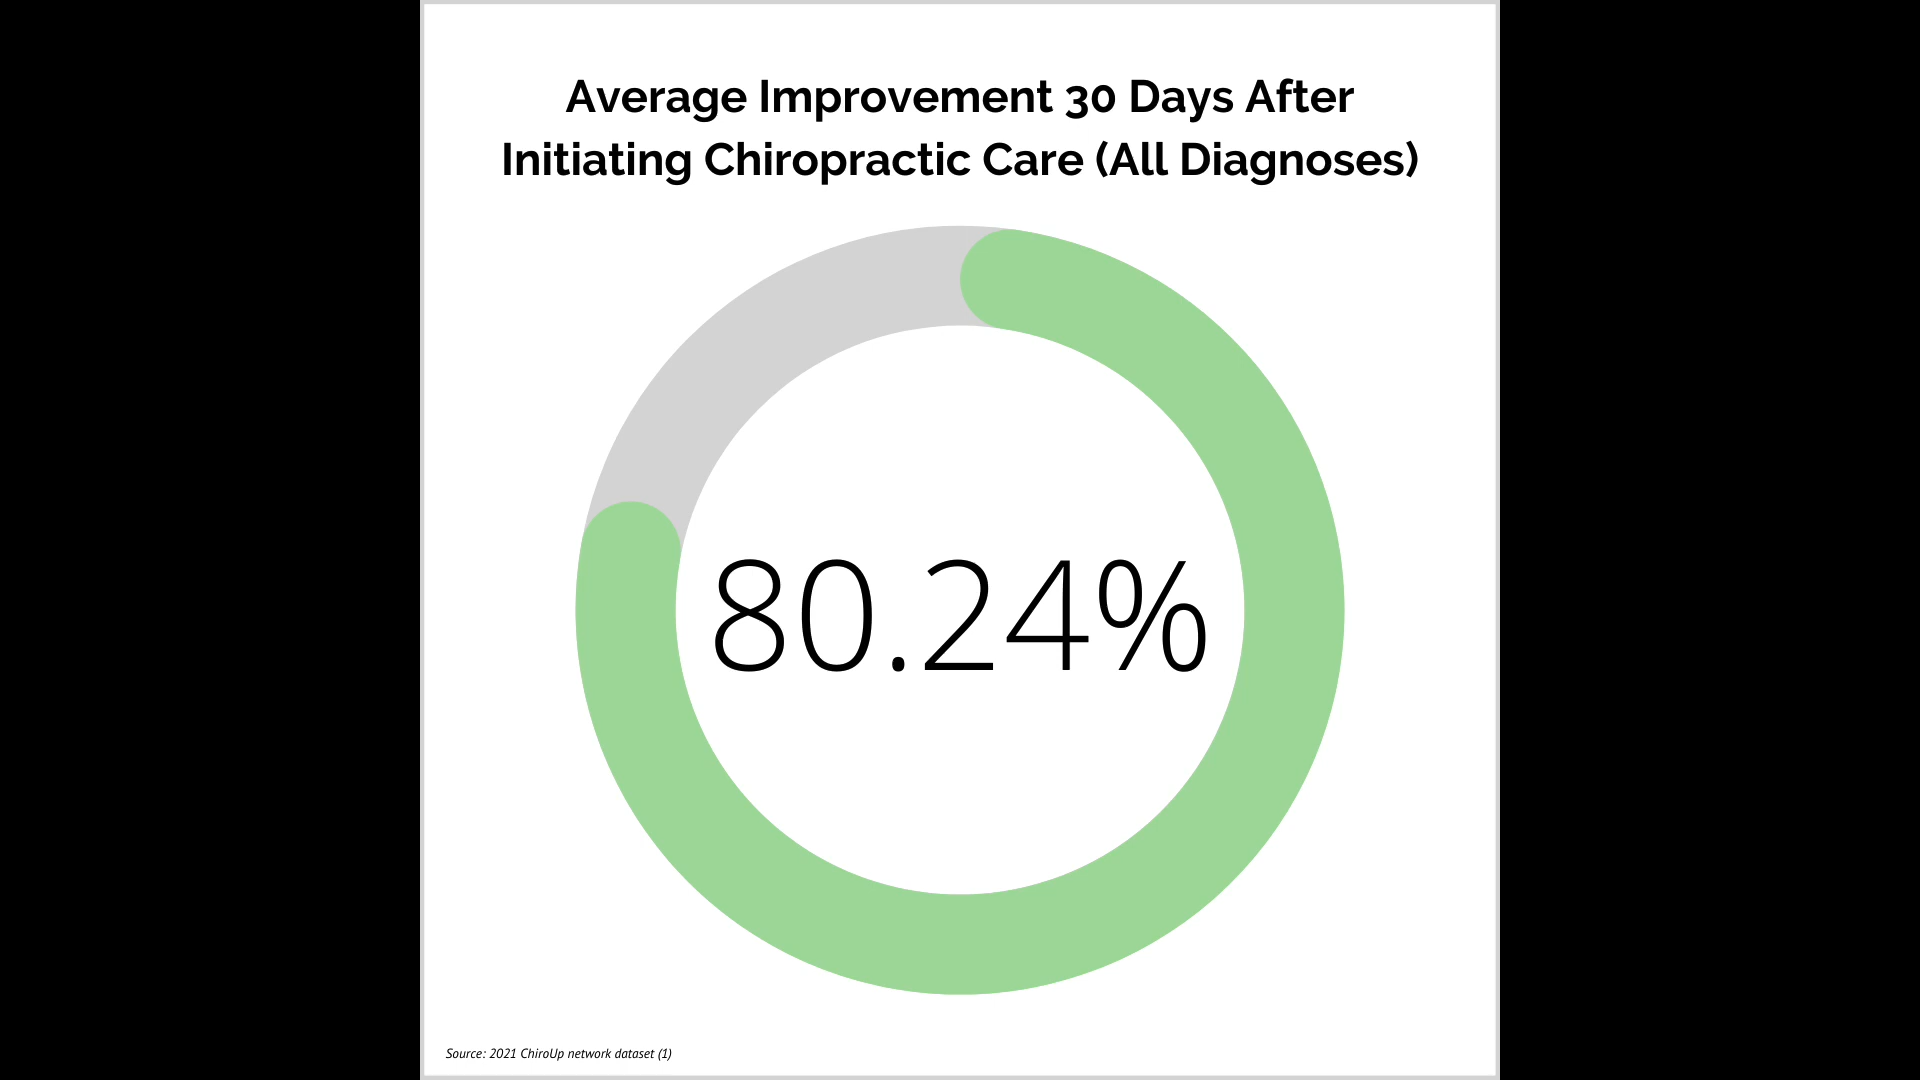 Average Improvement 30 Days After
Initiating Chiropractic Care (All Diagnoses)
80.24%
Source: 2021 ChiroUp network dataset (1)